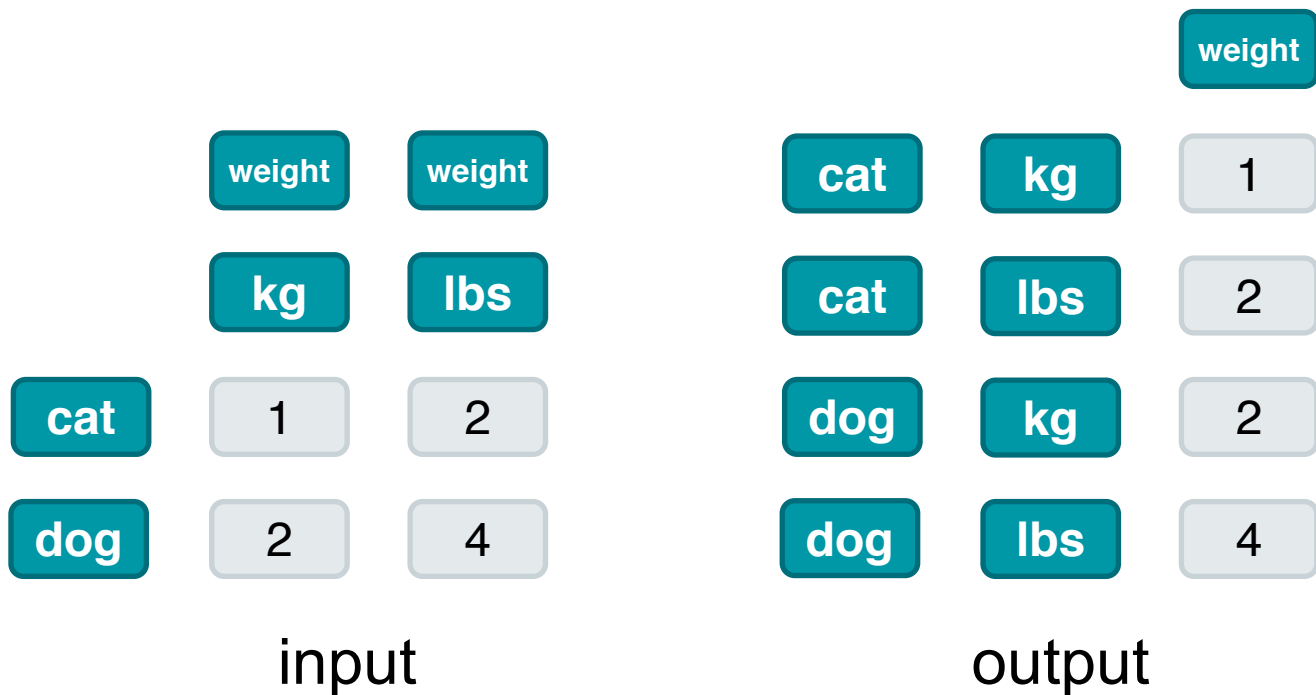 weight
weight weight cat kg 1
kg lbs cat lbs 2
cat 1 2 dog kg 2
dog 2 4 dog lbs 4
input output